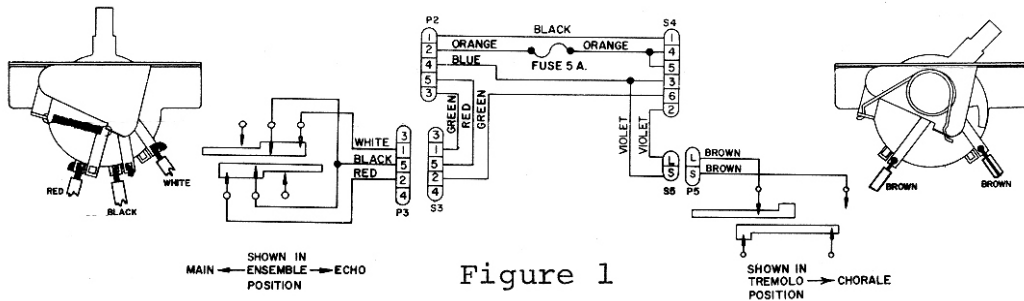 P2
BLACK
S4
1
1
2
ORANGE
ORANGE
4
FUSE 5 A.
5
4
BLUE
3
5
6
3
2
GREEN
RED
GREEN
VIOLET
VIOLET
WHITE
BLACK
RED
3
1
5
2
4
P3
3
1
5
2
4
S3
L
S
S5
L
S
P5
BROWN
BROWN
RED
BLACK
WHITE
BROWN
BROWN
SHOWN IN
MAIN ENSEMBLE ECHO
POSITION
Figure 1
SHOWN IN
TREMOLO CHORALE
POSITION